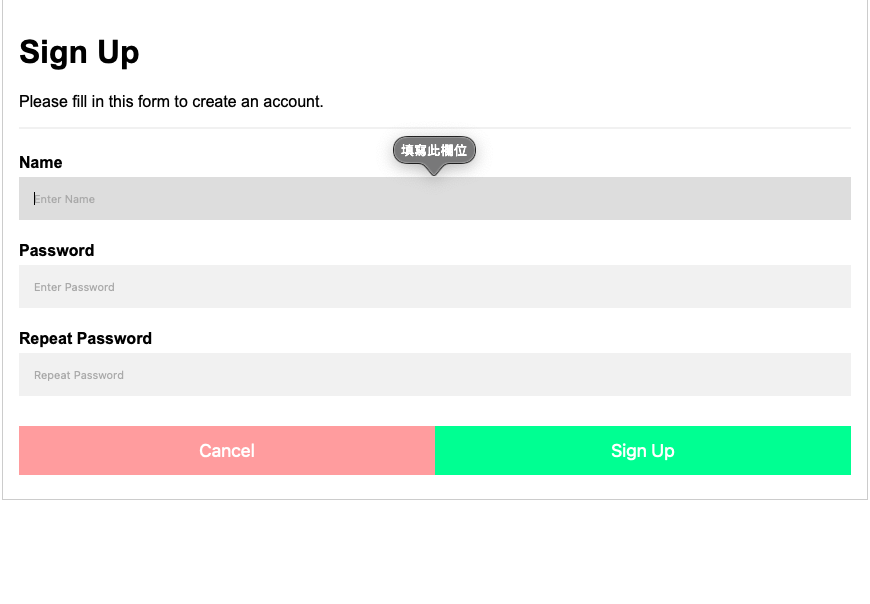 Sign Up
Please fill in this form to create an account.
填寫此欄位
Name
Enter Name
Password
Enter Password
Repeat Password
Repeat Password
Cancel
Sign Up